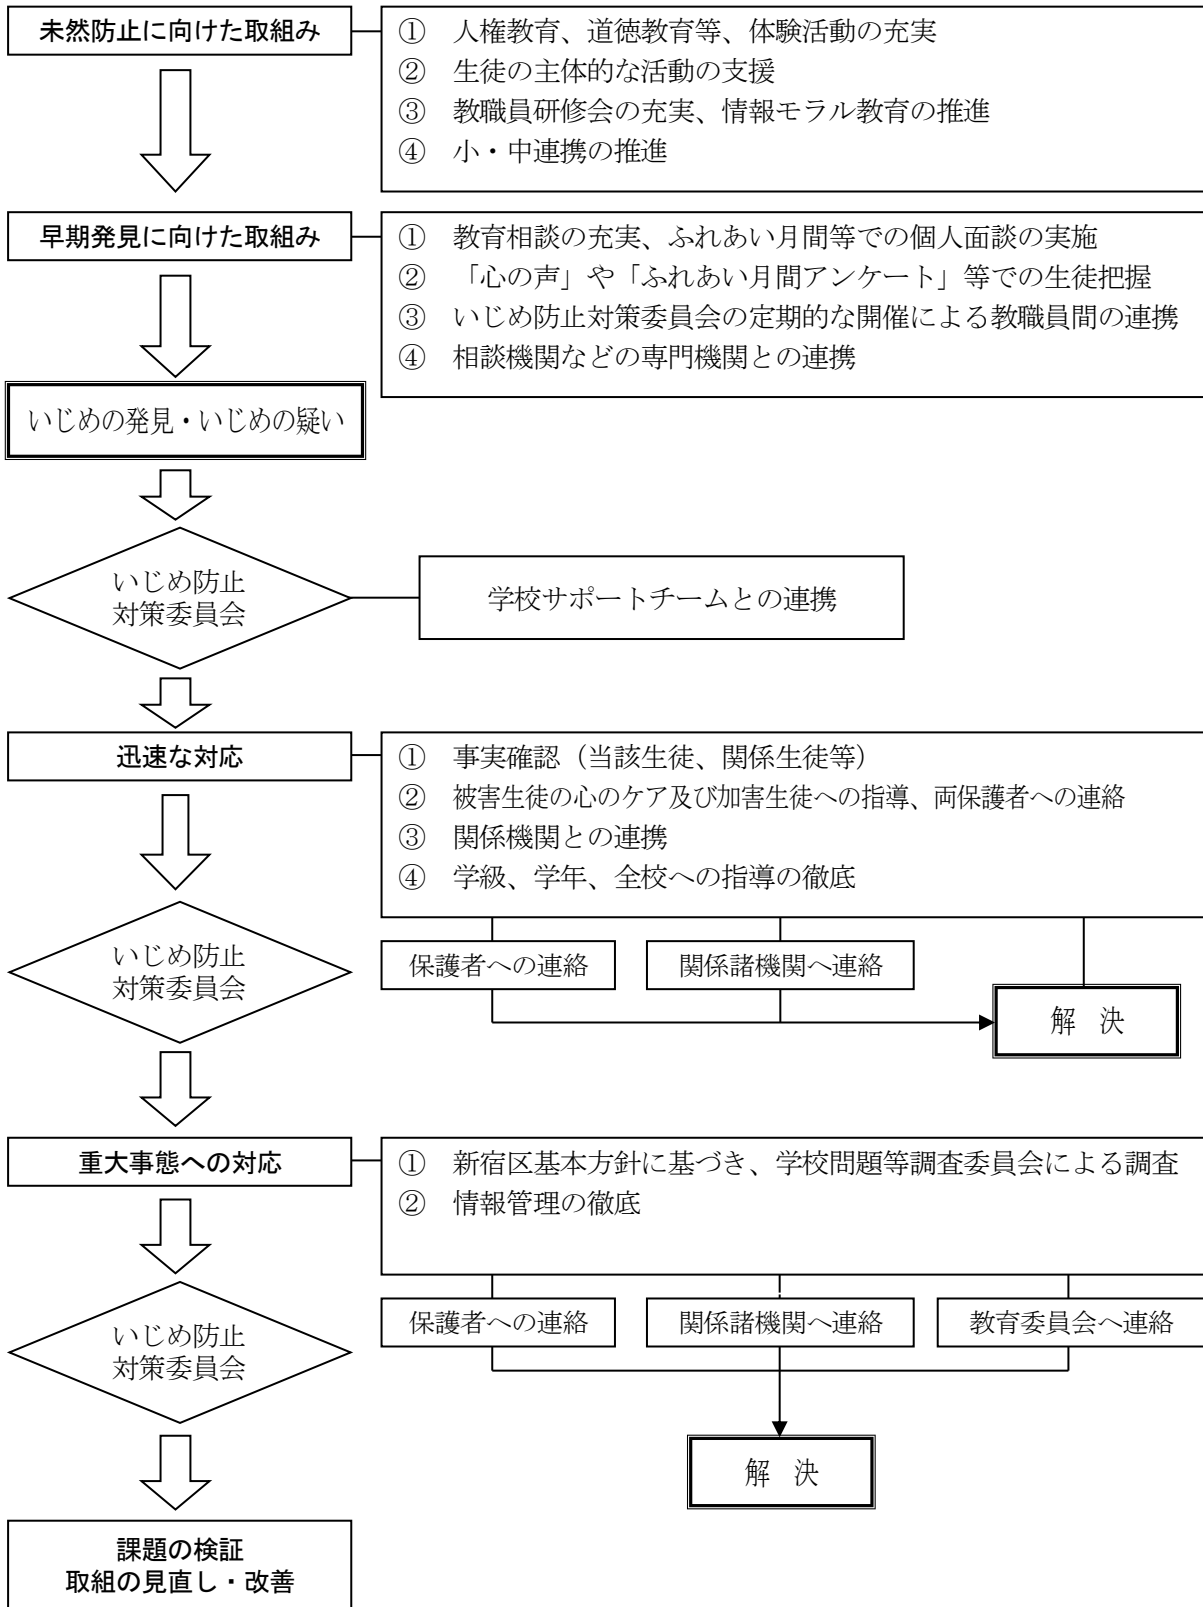 未然防止に向けた取組み
① 人権教育、道徳教育等、体験活動の充実
② 生徒の主体的な活動の支援
③ 教職員研修会の充実、情報モラル教育の推進
④ 小・中連携の推進
早期発見に向けた取組み
① 教育相談の充実、ふれあい月間等での個人面談の実施
② 「心の声」や「ふれあい月間アンケート」等での生徒把握
③ いじめ防止対策委員会の定期的な開催による教職員間の連携
④ 相談機関などの専門機関との連携
いじめの発見・いじめの疑い
いじめ防止
対策委員会
学校サポートチームとの連携
迅速な対応
① 事実確認（当該生徒、関係生徒等）
② 被害生徒の心のケア及び加害生徒への指導、両保護者への連絡
③ 関係機関との連携
④ 学級、学年、全校への指導の徹底
いじめ防止
対策委員会
保護者への連絡
関係諸機関へ連絡
解 決
重大事態への対応
① 新宿区基本方針に基づき、学校問題等調査委員会による調査
② 情報管理の徹底
いじめ防止
対策委員会
保護者への連絡
関係諸機関へ連絡
教育委員会へ連絡
解 決
課題の検証
取組の見直し・改善